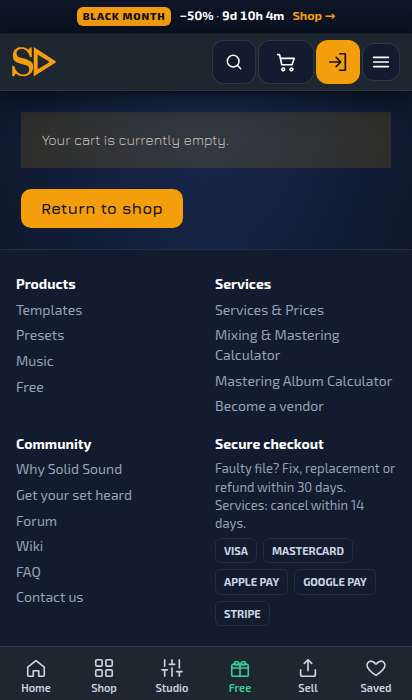 BLACK MONTH −50% · 9d 10h 4m Shop →
S
Your cart is currently empty.
Return to shop
Products
Templates
Presets
Music
Free
Services
Services & Prices
Mixing & Mastering
Calculator
Mastering Album Calculator
Become a vendor
Community
Why Solid Sound
Get your set heard
Forum
Wiki
FAQ
Contact us
Secure checkout
Faulty file? Fix, replacement or
refund within 30 days.
Services: cancel within 14
days.
VISA MASTERCARD
APPLE PAY GOOGLE PAY
STRIPE
Home Shop Studio Free Sell Saved